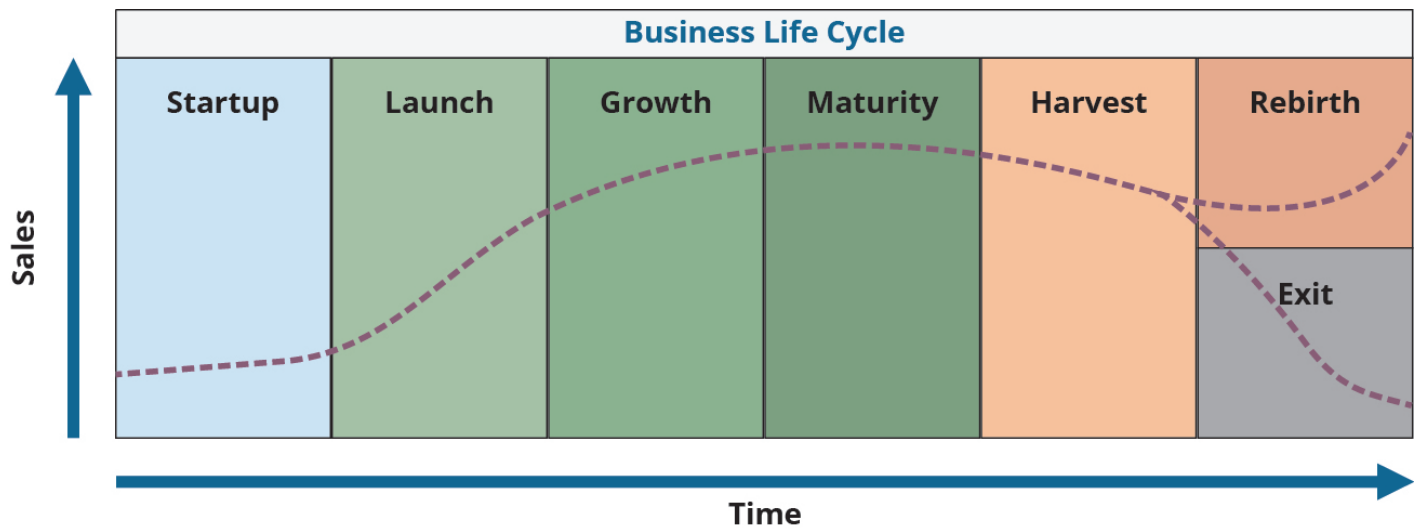 Business Life Cycle
Startup
Launch
Growth
Maturity
Harvest
Rebirth
Exit
Sales
Time